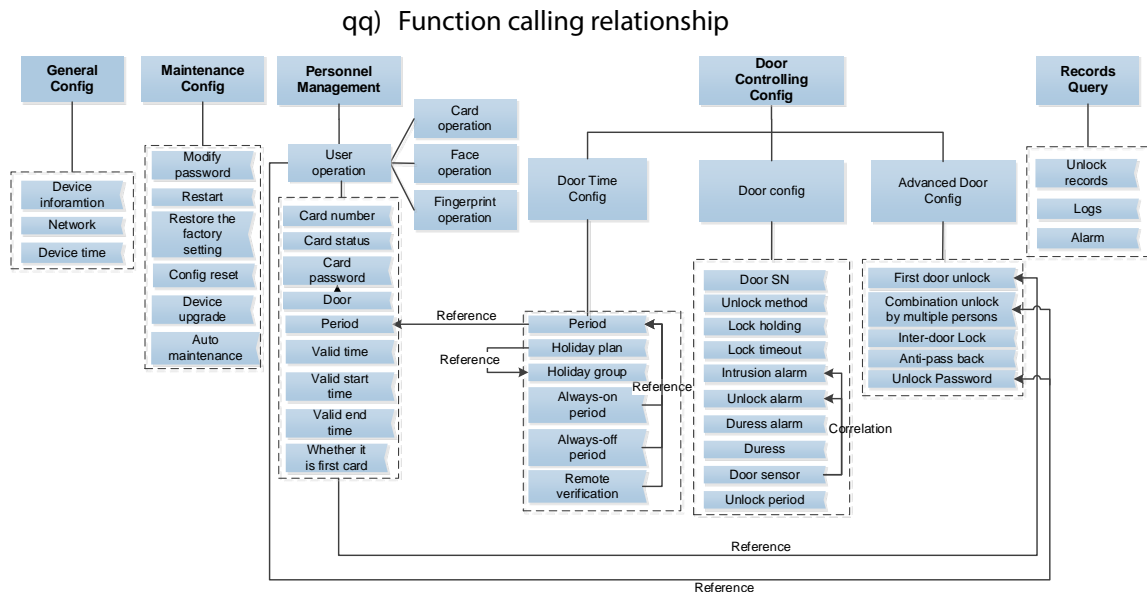 qq) Function calling relationship
General
Config
Maintenance
Config
Personnel
Management
Door
Controlling
Config
Records
Query
Card
operation
User
operation
Face
operation
Fingerprint
operation
Modify
password
Restart
Restore the
factory
setting
Config reset
Device
upgrade
Auto
maintenance
Device
inforamtion
Network
Device time
Card number
Card status
Card
password
Door
Period
Valid time
Valid start
time
Valid end
time
Whether it
is first card
Door Time
Config
Door config
Advanced Door
Config
Unlock
records
Logs
Alarm
Reference
Period
Holiday plan
Reference
Holiday group
Reference
Always-on
period
Always-off
period
Remote
verification
Door SN
Unlock method
Lock holding
Lock timeout
Intrusion alarm
Unlock alarm
Duress alarm
Correlation
Duress
Door sensor
Unlock period
First door unlock
Combination unlock
by multiple persons
Inter-door Lock
Anti-pass back
Unlock Password
Reference
Reference